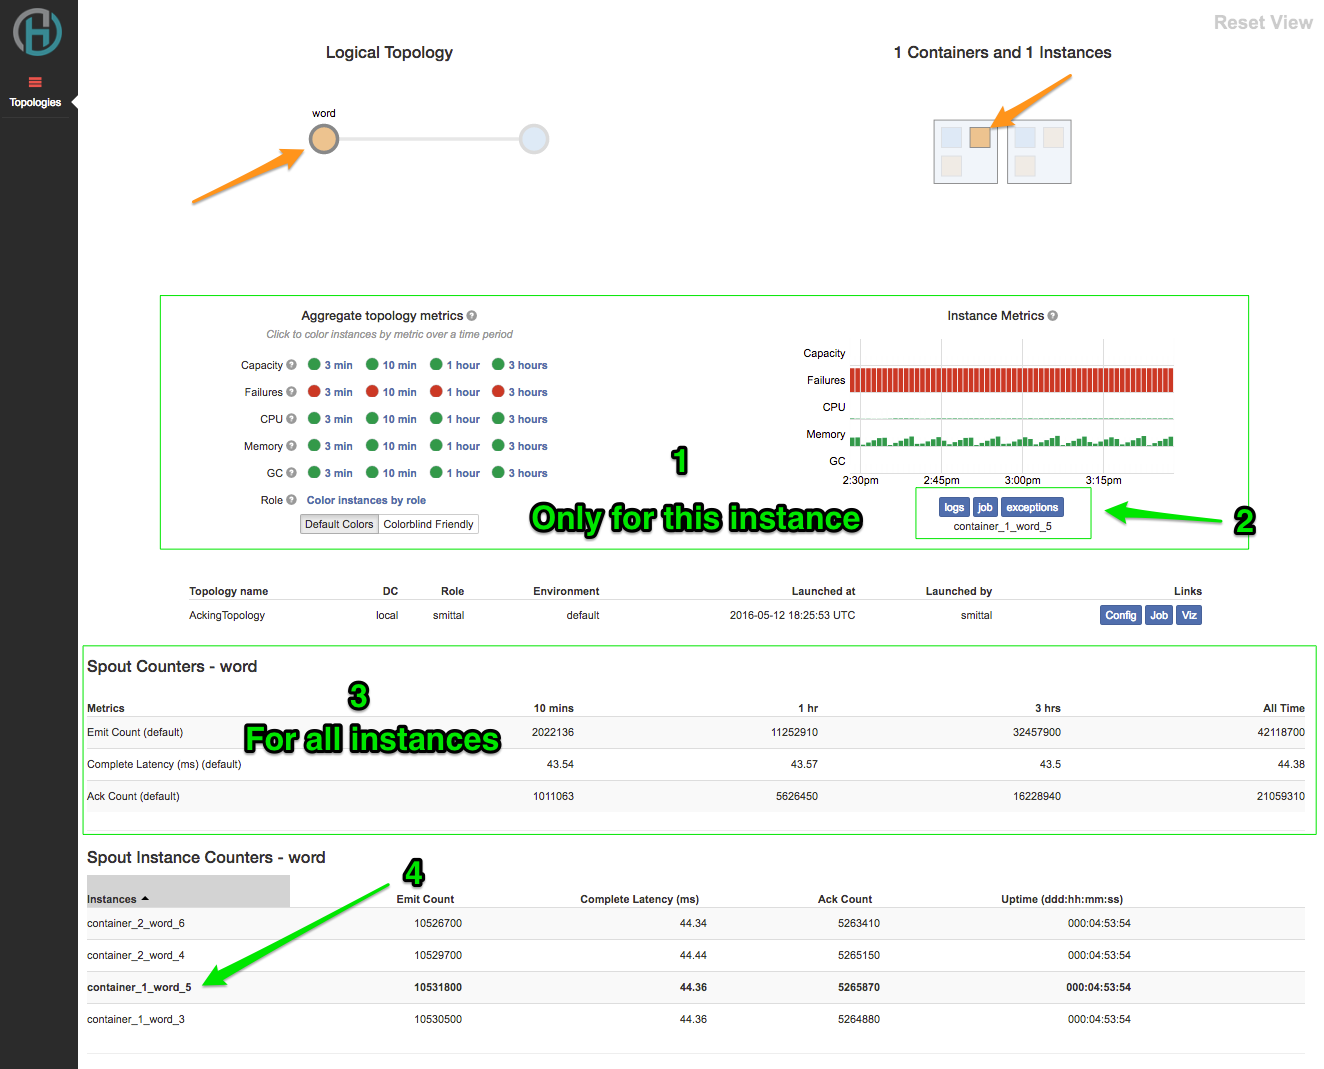 Reset View
Topologies
Logical Topology
1 Containers and 1 Instances
word
Aggregate topology metrics ?
Click to color instances by metric over a time period
Capacity ? 3 min 10 min 1 hour 3 hours
Failures ? 3 min 10 min 1 hour 3 hours
CPU ? 3 min 10 min 1 hour 3 hours
Memory ? 3 min 10 min 1 hour 3 hours
GC ? 3 min 10 min 1 hour 3 hours
Role ? Color instances by role
Default Colors Colorblind Friendly
Instance Metrics ?
Capacity
Failures
CPU
Memory
GC
2:30pm 2:45pm 3:00pm 3:15pm
logs job exceptions
container_1_word_5
1
Only for this instance
2
Topology name DC Role Environment Launched at Launched by Links
AckingTopology local smittal default 2016-05-12 18:25:53 UTC smittal Config Job Viz
Spout Counters - word
3
For all instances
Metrics 10 mins 1 hr 3 hrs All Time
Emit Count (default) 2022136 11252910 32457900 42118700
Complete Latency (ms) (default) 43.54 43.57 43.5 44.38
Ack Count (default) 1011063 5626450 16228940 21059310
Spout Instance Counters - word
4
Instances Emit Count Complete Latency (ms) Ack Count Uptime (ddd:hh:mm:ss)
container_2_word_6 10526700 44.34 5263410 000:04:53:54
container_2_word_4 10529700 44.44 5265150 000:04:53:54
container_1_word_5 10531800 44.36 5265870 000:04:53:54
container_1_word_3 10530500 44.36 5264880 000:04:53:54